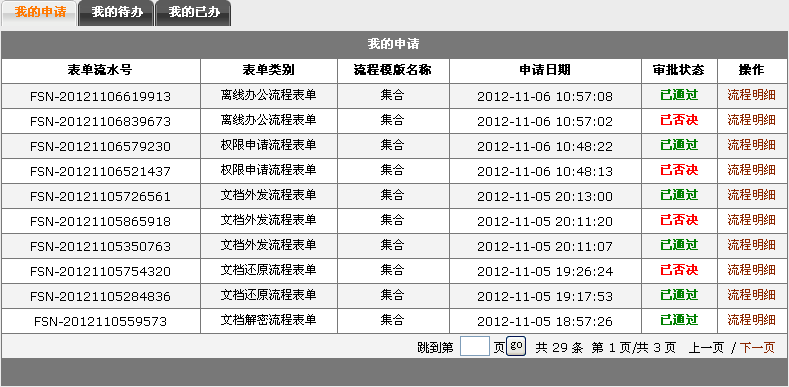 我的申请 我的待办 我的已办
我的申请
表单流水号 表单类别 流程模版名称 申请日期 审批状态 操作
FSN-20121106619913 离线办公流程表单 集合 2012-11-06 10:57:08 已通过 流程明细
FSN-20121106839673 离线办公流程表单 集合 2012-11-06 10:57:02 已否决 流程明细
FSN-20121106579230 权限申请流程表单 集合 2012-11-06 10:48:22 已通过 流程明细
FSN-20121106521437 权限申请流程表单 集合 2012-11-06 10:48:13 已否决 流程明细
FSN-20121105726561 文档外发流程表单 集合 2012-11-05 20:13:00 已通过 流程明细
FSN-20121105865918 文档外发流程表单 集合 2012-11-05 20:11:20 已否决 流程明细
FSN-20121105350763 文档外发流程表单 集合 2012-11-05 20:11:07 已通过 流程明细
FSN-20121105754320 文档还原流程表单 集合 2012-11-05 19:26:24 已否决 流程明细
FSN-20121105284836 文档还原流程表单 集合 2012-11-05 19:17:53 已通过 流程明细
FSN-2012110559573 文档解密流程表单 集合 2012-11-05 18:57:26 已通过 流程明细
跳到第 页 go 共 29 条 第 1 页/共 3 页 上一页 / 下一页